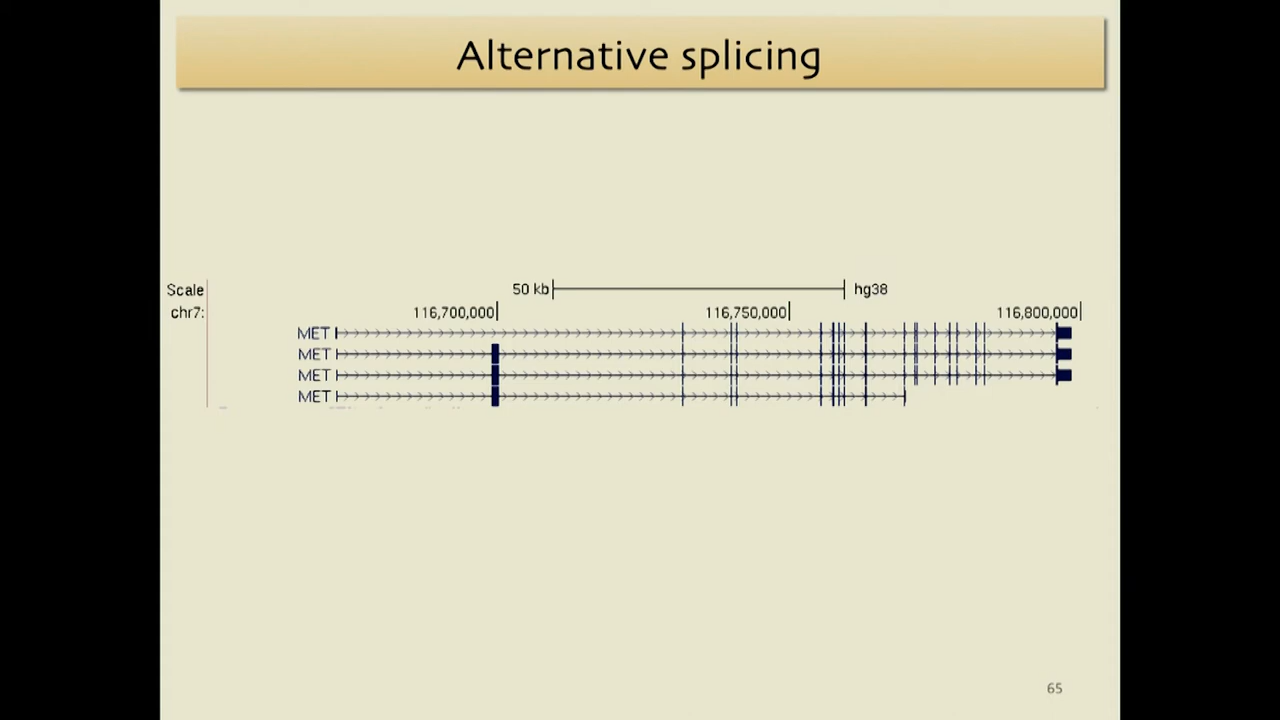 Alternative splicing
Scale 50 kb hg38
chr7: 116,700,000 116,750,000 116,800,000
MET
MET
MET
MET
65